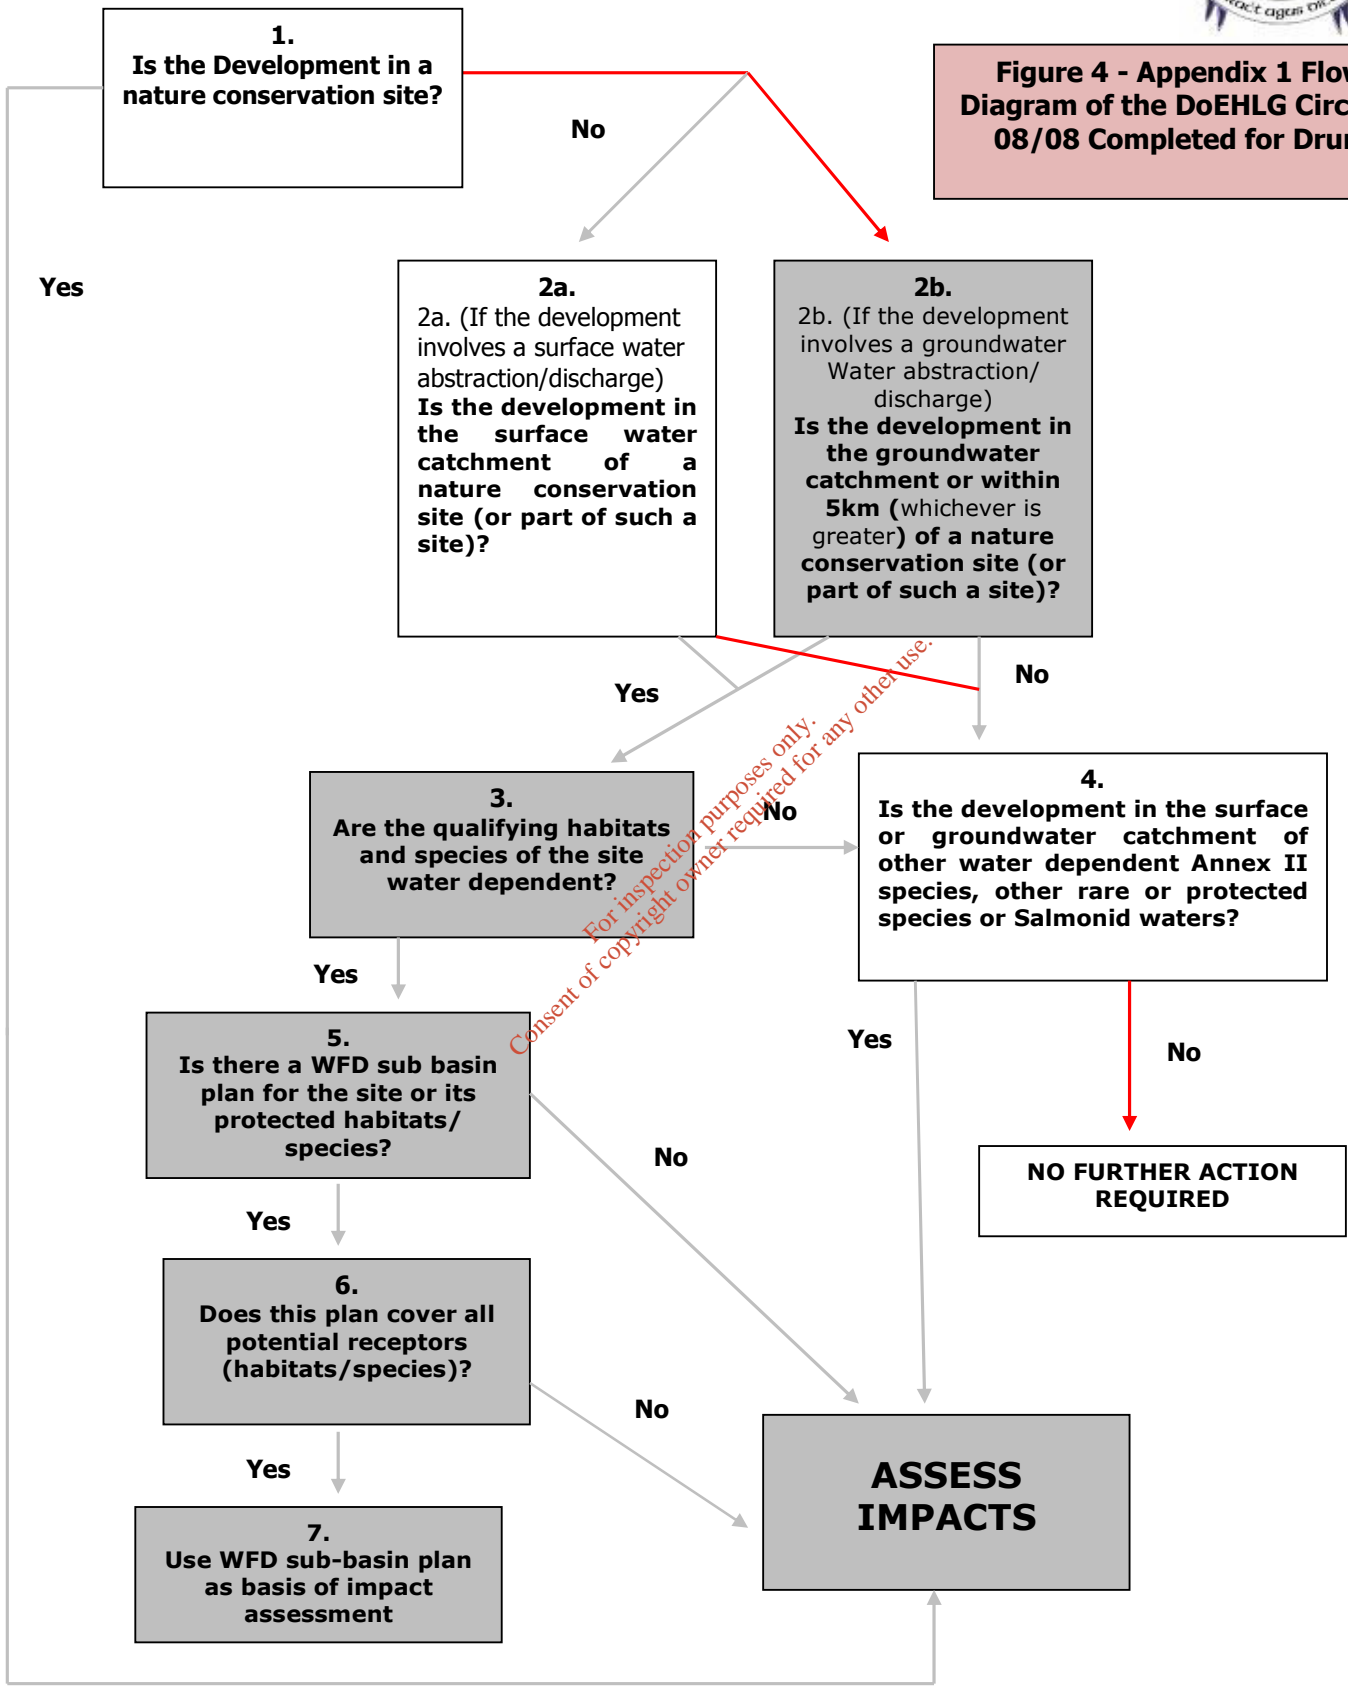 agus
1.
Is the Development in a
nature conservation site?
Figure 4 - Appendix 1
Diagram of the DoEHLG
08/08 Completed for
No
Yes
2a.
2a. (If the development
involves a surface water
abstraction/discharge)
Is the development in
the surface water
catchment of a
nature conservation
site (or part of such a
site)?
2b.
2b. (If the development
involves a groundwater
Water abstraction/
discharge)
Is the development in
the groundwater
catchment or within
5km (whichever is
greater) of a nature
conservation site (or
part of such a site)?
Yes
No
3.
Are the qualifying habitats
and species of the site
water dependent?
No
4.
Is the development in the surface
or groundwater catchment of
other water dependent Annex II
species, other rare or protected
species or Salmonid waters?
For inspection purposes only.
Consent of copyright owner required for any other use.
Yes
5.
Is there a WFD sub basin
plan for the site or its
protected habitats/
species?
Yes
No
No
NO FURTHER ACTION
REQUIRED
Yes
6.
Does this plan cover all
potential receptors
(habitats/species)?
No
Yes
ASSESS
IMPACTS
7.
Use WFD sub-basin plan
as basis of impact
assessment